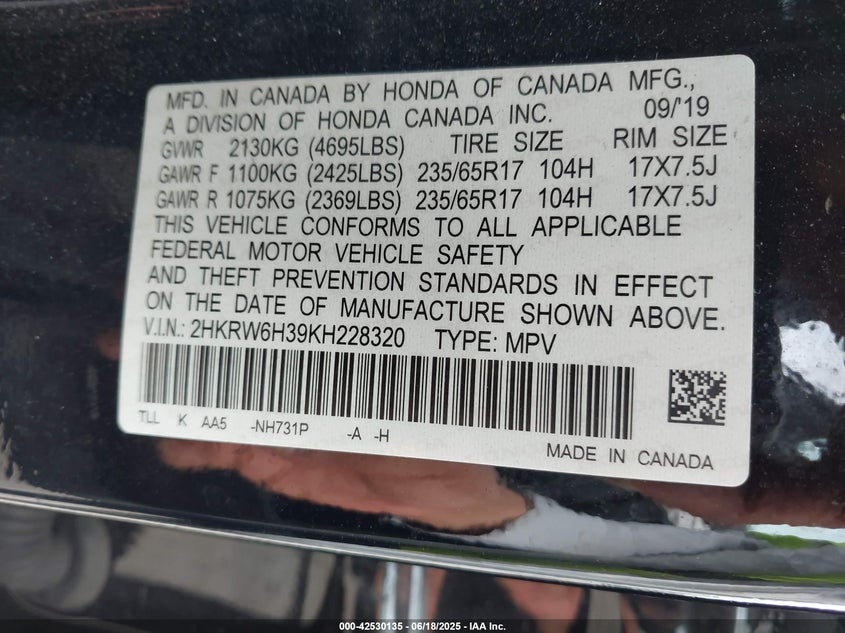 MFD. IN CANADA BY HONDA OF CANADA MFG.,
A DIVISION OF HONDA CANADA INC. 09/'19
GVWR 2130KG (4695LBS) TIRE SIZE RIM SIZE
GAWR F 1100KG (2425LBS) 235/65R17 104H 17X7.5J
GAWR R 1075KG (2369LBS) 235/65R17 104H 17X7.5J
THIS VEHICLE CONFORMS TO ALL APPLICABLE
FEDERAL MOTOR VEHICLE SAFETY
AND THEFT PREVENTION STANDARDS IN EFFECT
ON THE DATE OF MANUFACTURE SHOWN ABOVE.
V.I.N.: 2HKRW6H39KH228320 TYPE: MPV
TLL K AA5 -NH731P -A -H
MADE IN CANADA
000-42530135 - 06/18/2025 - IAA Inc.